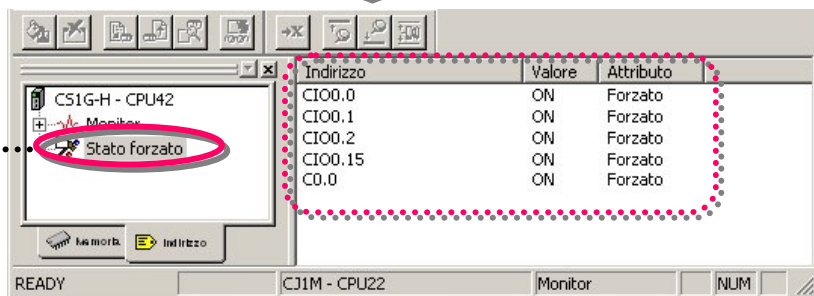 Indirizzo Valore Attributo
CS1G-H - CPU42
Monitor
Stato forzato
CIO0.0 ON Forzato
CIO0.1 ON Forzato
CIO0.2 ON Forzato
CIO0.15 ON Forzato
C0.0 ON Forzato
Memoria Indirizzo
READY CJ1M - CPU22 Monitor NUM